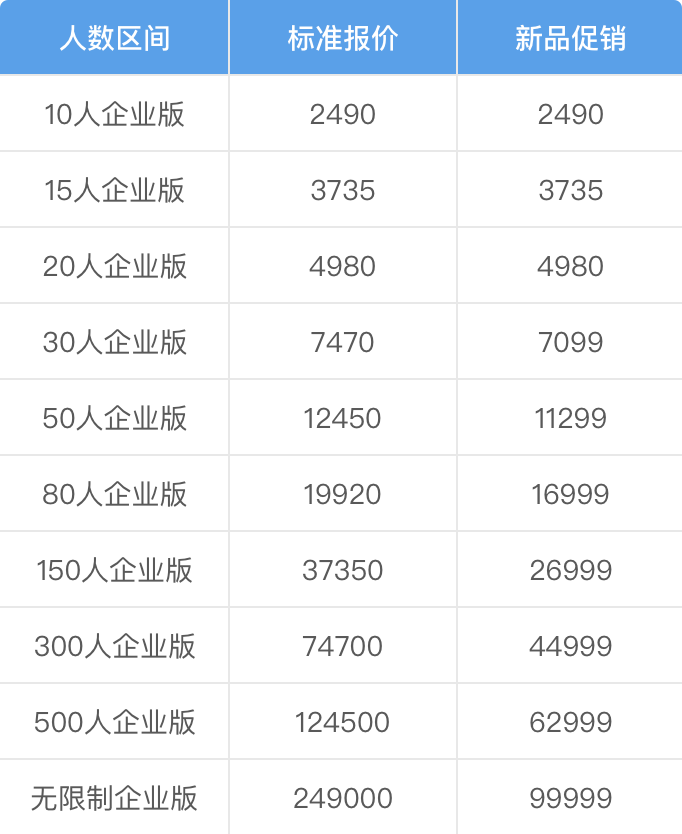 人数区间 标准报价 新品促销
10人企业版 2490 2490
15人企业版 3735 3735
20人企业版 4980 4980
30人企业版 7470 7099
50人企业版 12450 11299
80人企业版 19920 16999
150人企业版 37350 26999
300人企业版 74700 44999
500人企业版 124500 62999
无限制企业版 249000 99999